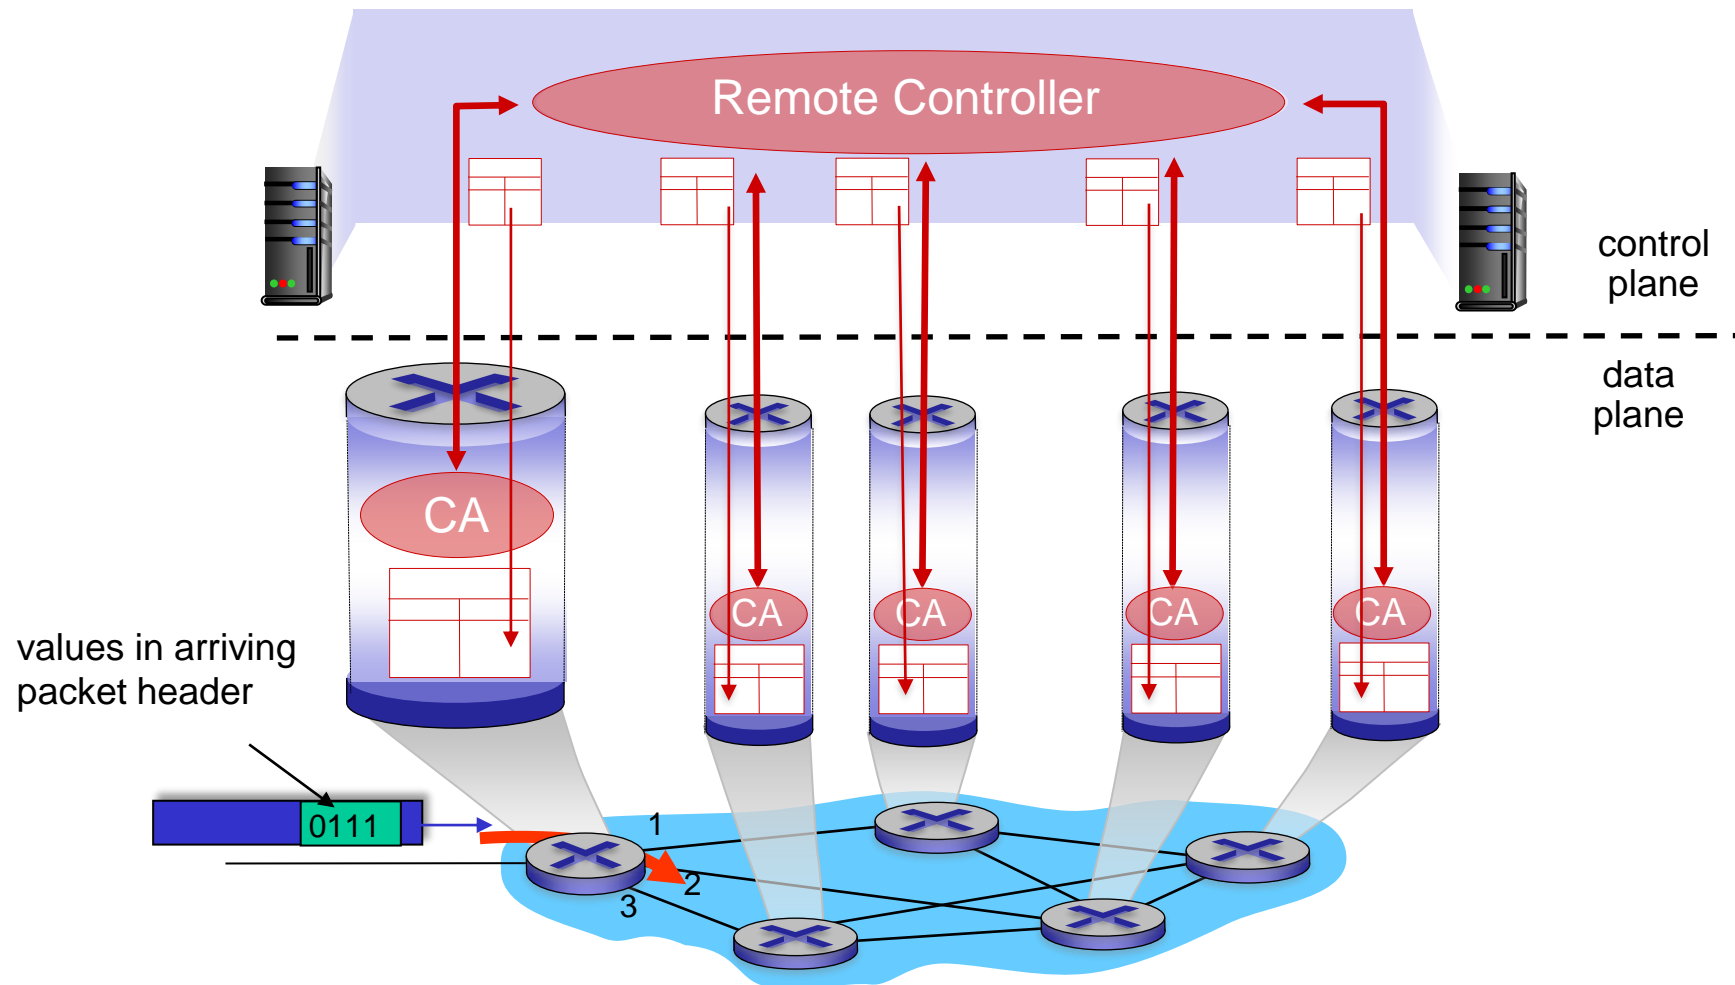 Remote Controller
control
plane
data
plane
CA
CA
CA
CA
CA
values in arriving
packet header
0111
1
2
3